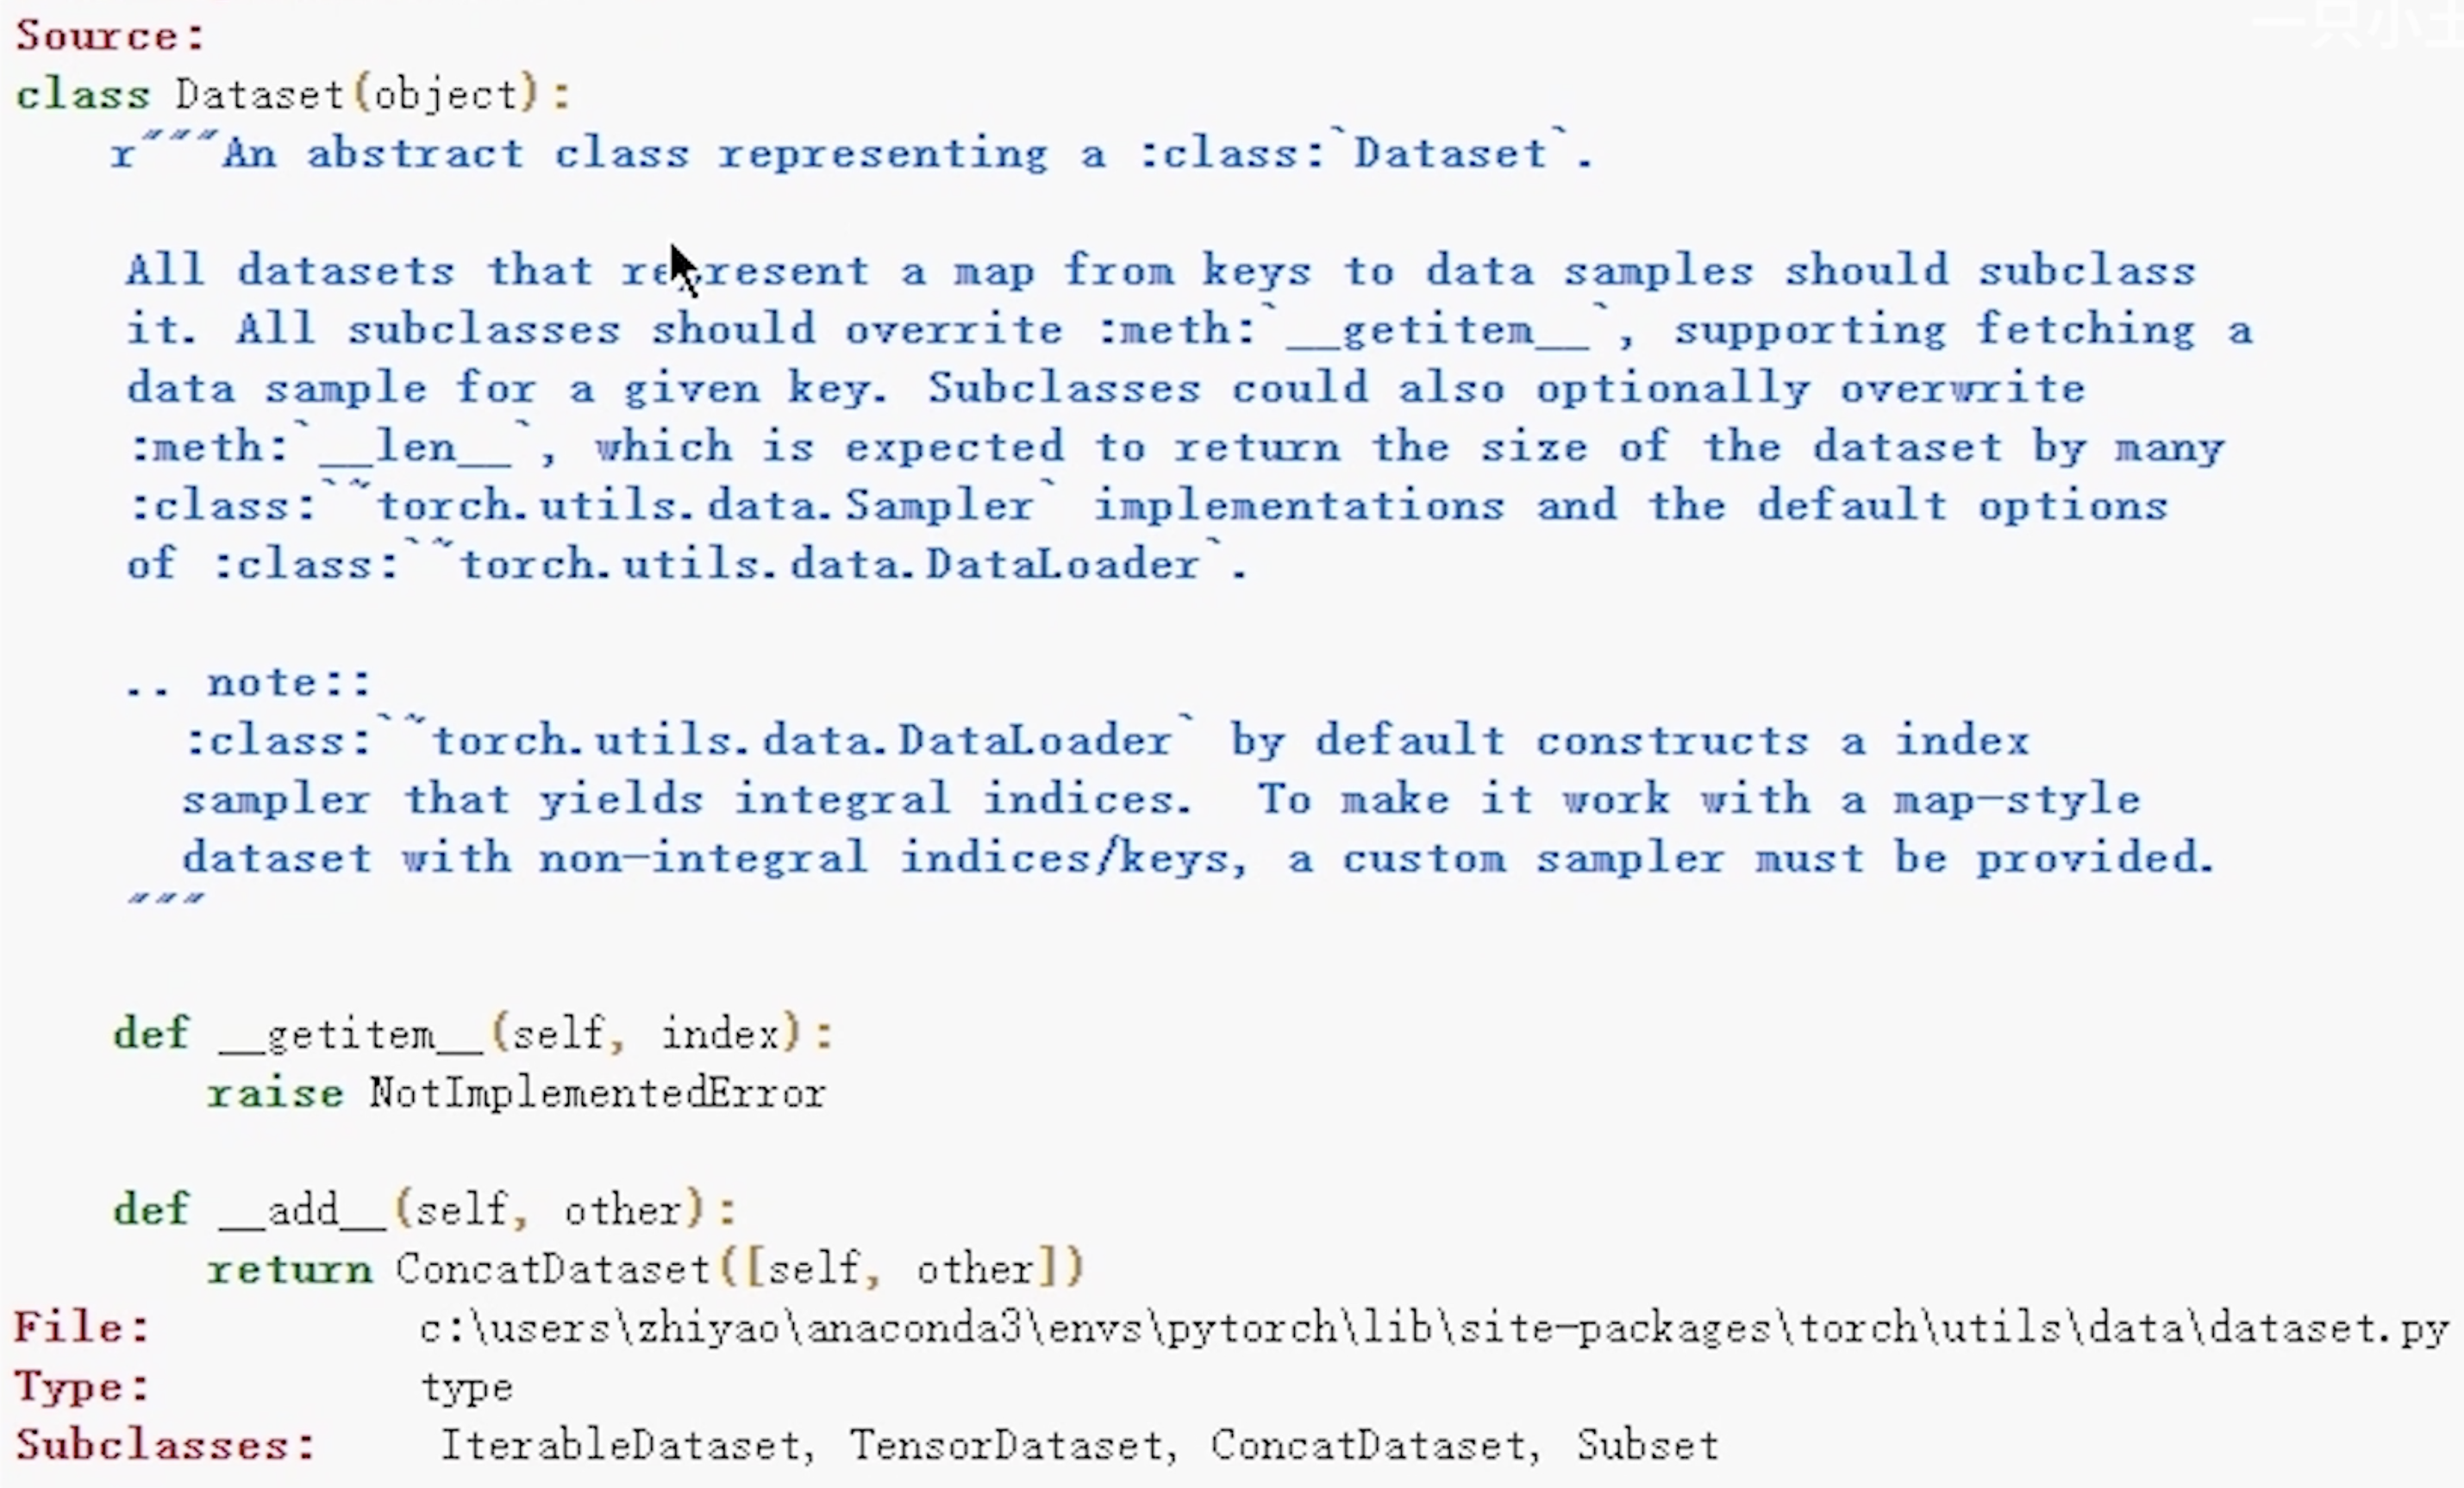 一只小土
Source:
class Dataset(object):
    r"""An abstract class representing a :class:`Dataset`.

    All datasets that represent a map from keys to data samples should subclass
    it. All subclasses should overrite :meth:`__getitem__`, supporting fetching a
    data sample for a given key. Subclasses could also optionally overwrite
    :meth:`__len__`, which is expected to return the size of the dataset by many
    :class:`~torch.utils.data.Sampler` implementations and the default options
    of :class:`~torch.utils.data.DataLoader`.

    .. note::
      :class:`~torch.utils.data.DataLoader` by default constructs a index
      sampler that yields integral indices.  To make it work with a map-style
      dataset with non-integral indices/keys, a custom sampler must be provided.
    """

    def __getitem__(self, index):
        raise NotImplementedError

    def __add__(self, other):
        return ConcatDataset([self, other])
File:           c:\users\zhiyao\anaconda3\envs\pytorch\lib\site-packages\torch\utils\data\dataset.py
Type:           type
Subclasses:     IterableDataset, TensorDataset, ConcatDataset, Subset